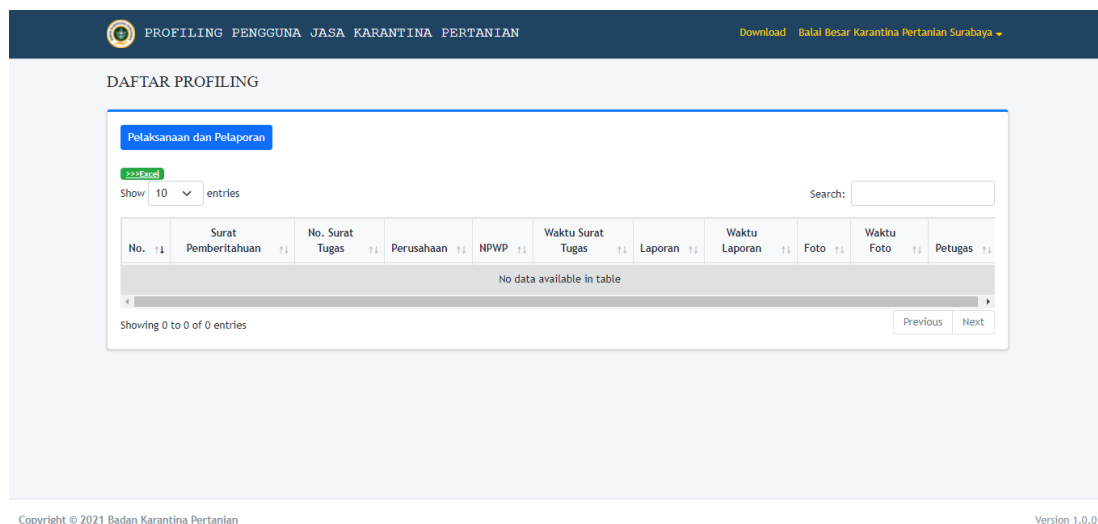 PROFILING PENGGUNA JASA KARANTINA PERTANIAN Download Balai Besar Karantina Pertanian Surabaya
DAFTAR PROFILING
Pelaksanaan dan Pelaporan
>>>Excel
Show 10 entries Search:
No. Surat Pemberitahuan No. Surat Tugas Perusahaan NPWP Waktu Surat Tugas Laporan Waktu Laporan Foto Waktu Foto Petugas
No data available in table
Showing 0 to 0 of 0 entries Previous Next
Copyright © 2021 Badan Karantina Pertanian Version 1.0.0